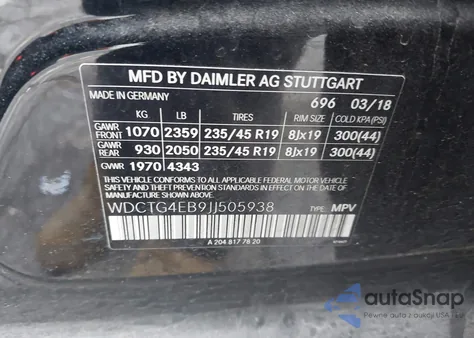 MFD BY DAIMLER AG STUTTGART
MADE IN GERMANY 696 03/18
KG LB TIRES RIM SIZE COLD KPA(PSI)
GAWR FRONT 1070 2359 235/45 R19 8Jx19 300(44)
GAWR REAR 930 2050 235/45 R19 8Jx19 300(44)
GVWR 1970 4343
THIS VEHICLE CONFORMS TO ALL APPLICABLE FEDERAL
MOTOR VEHICLE SAFETY STANDARDS IN EFFECT ON THE DATE OF
MANUFACTURE SHOWN ABOVE.
WDCTG4EB9JJ505938 TYPE: MPV
A 204 817 78 20
autoSnap
Pewne auto z USA